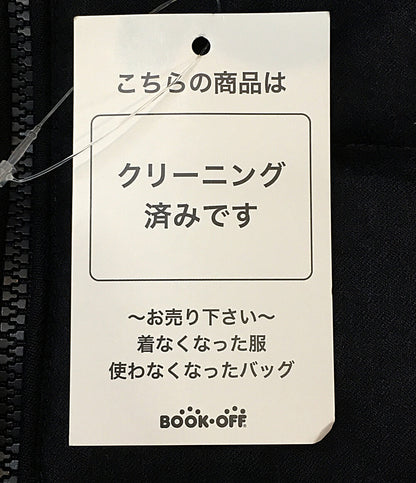 こちらの商品は
クリーニング
済みです
〜お売り下さい〜
着なくなった服
使わなくなったバッグ
BOOK・OFF